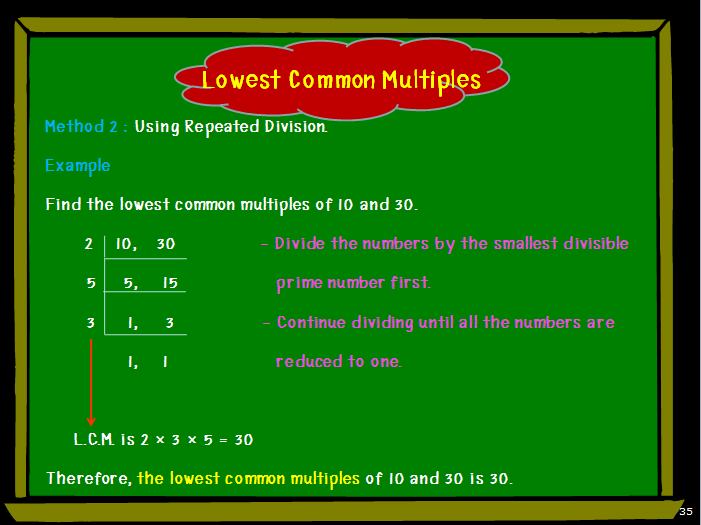 Lowest Common Multiples
Method 2 : Using Repeated Division.
Example
Find the lowest common multiples of 10 and 30.
2 10, 30 - Divide the numbers by the smallest divisible
5 5, 15 prime number first.
3 1, 3 - Continue dividing until all the numbers are
1, 1 reduced to one.
L.C.M. is 2 × 3 × 5 = 30
Therefore, the lowest common multiples of 10 and 30 is 30.
35